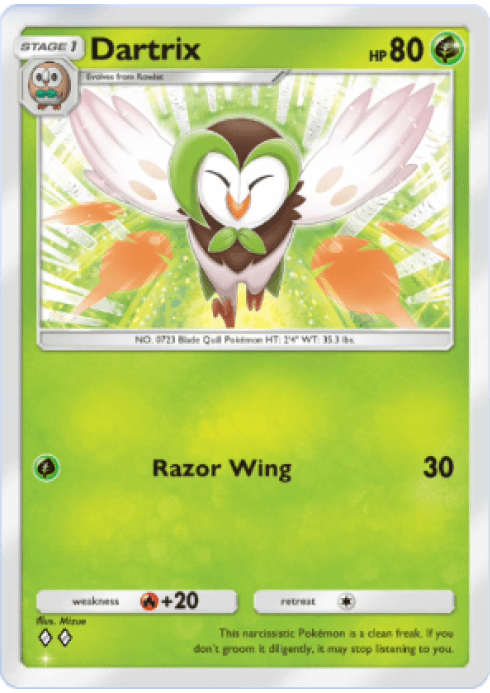 STAGE 1
Dartrix
HP 80
Evolves from Rowlet
NO. 0723 Blade Quill Pokémon HT: 2'4" WT: 35.3 lbs.
Razor Wing 30
weakness +20 retreat
Illus. Mizue
This narcissistic Pokémon is a clean freak. If you
don't groom it diligently, it may stop listening to you.